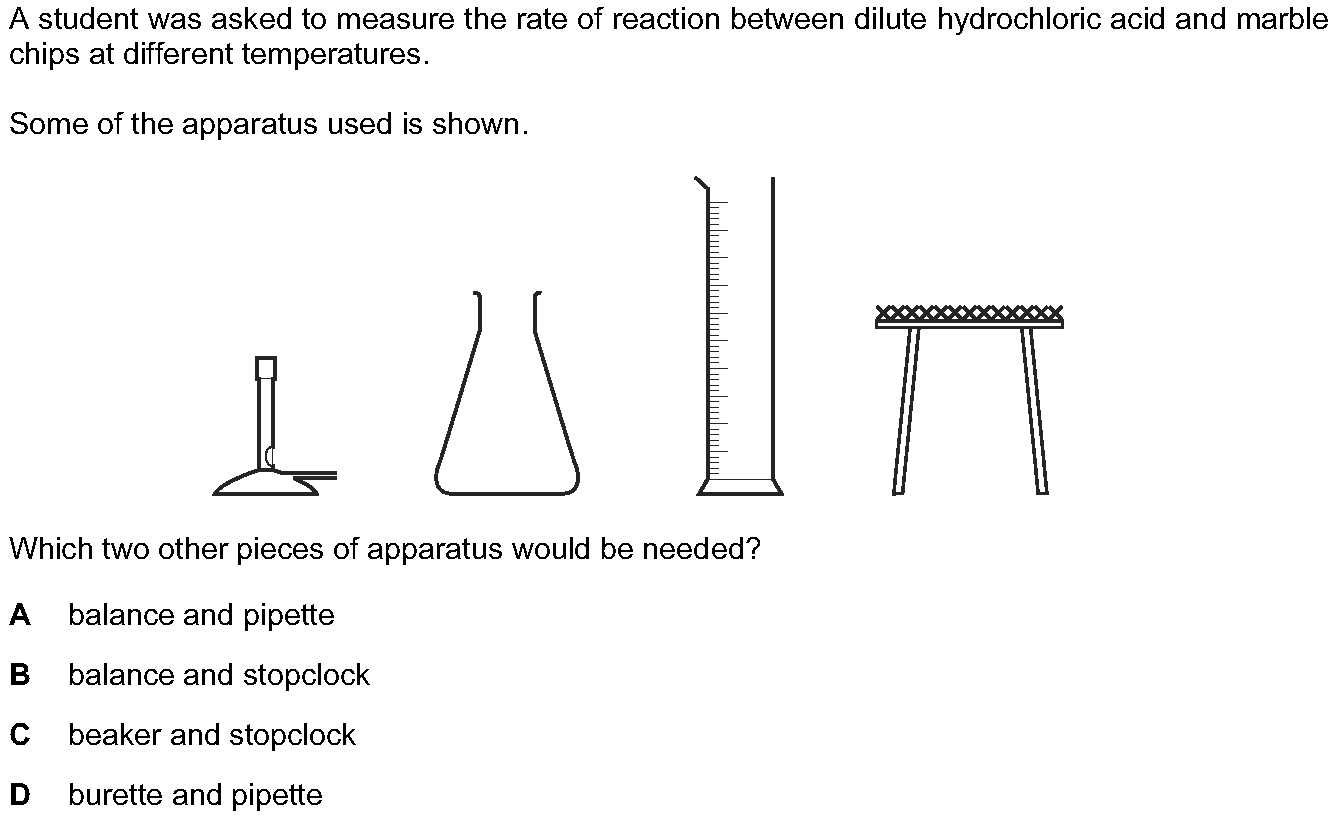 A student was asked to measure the rate of reaction between dilute hydrochloric acid and marble
chips at different temperatures.
Some of the apparatus used is shown.
Which two other pieces of apparatus would be needed?
A balance and pipette
B balance and stopclock
C beaker and stopclock
D burette and pipette